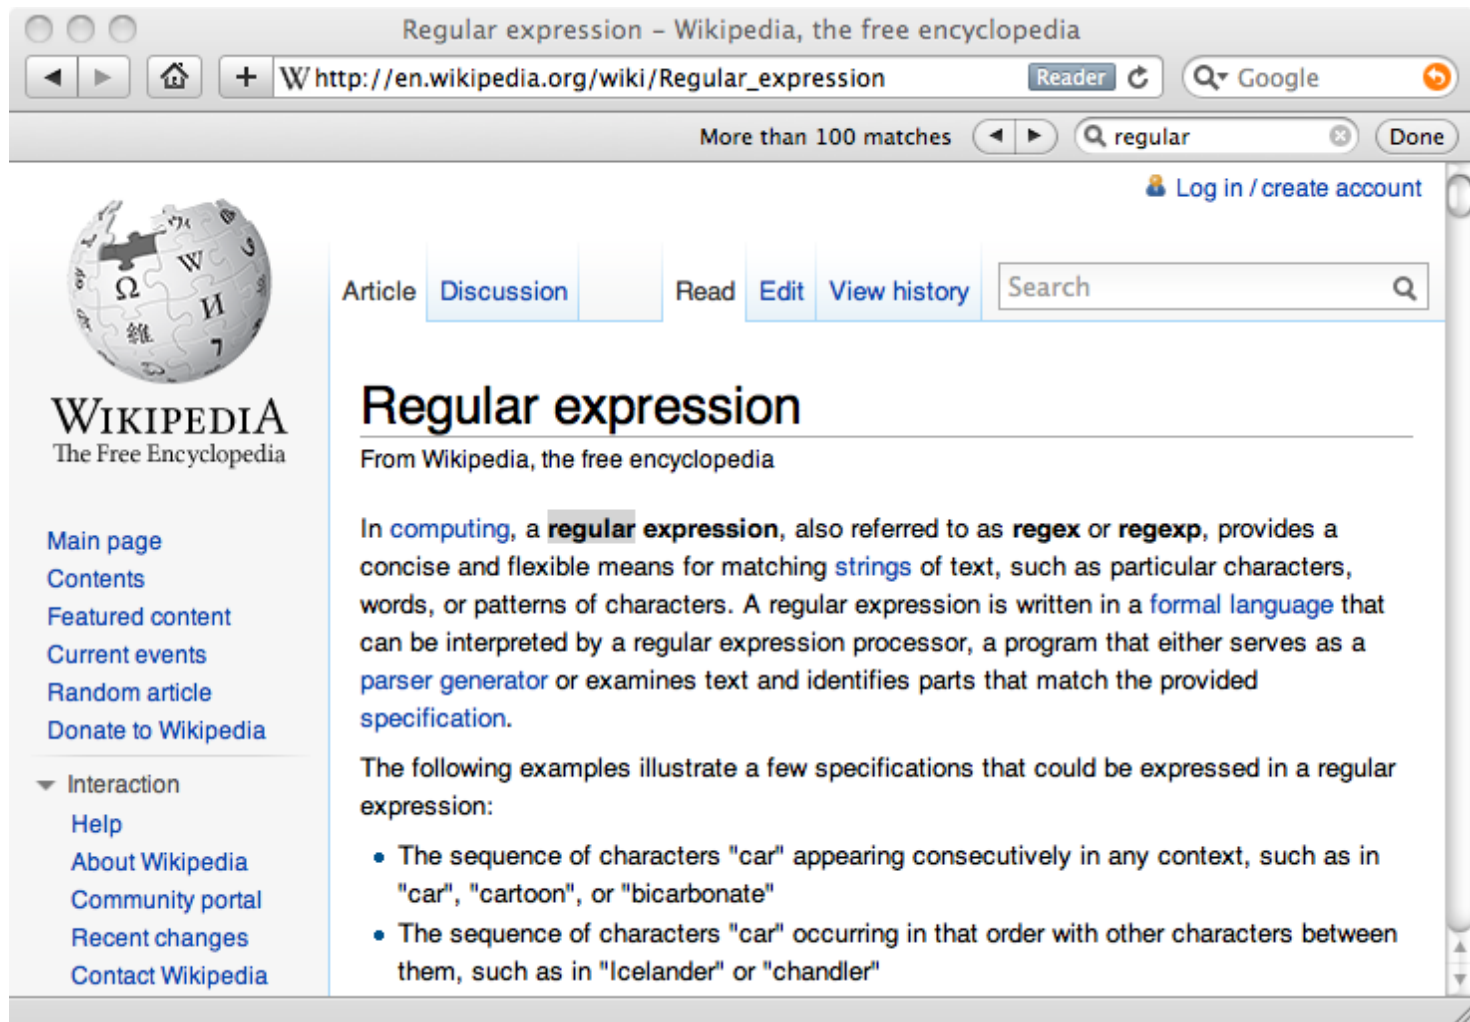 Regular expression – Wikipedia, the free encyclopedia
W http://en.wikipedia.org/wiki/Regular_expression Reader Google
More than 100 matches regular Done
Log in / create account
Article Discussion Read Edit View history Search
Ω W И 維 ד
WIKIPEDIA
The Free Encyclopedia
Main page
Contents
Featured content
Current events
Random article
Donate to Wikipedia
Interaction
Help
About Wikipedia
Community portal
Recent changes
Contact Wikipedia
Regular expression
From Wikipedia, the free encyclopedia
In computing, a regular expression, also referred to as regex or regexp, provides a
concise and flexible means for matching strings of text, such as particular characters,
words, or patterns of characters. A regular expression is written in a formal language that
can be interpreted by a regular expression processor, a program that either serves as a
parser generator or examines text and identifies parts that match the provided
specification.
The following examples illustrate a few specifications that could be expressed in a regular
expression:
• The sequence of characters "car" appearing consecutively in any context, such as in
"car", "cartoon", or "bicarbonate"
• The sequence of characters "car" occurring in that order with other characters between
them, such as in "Icelander" or "chandler"